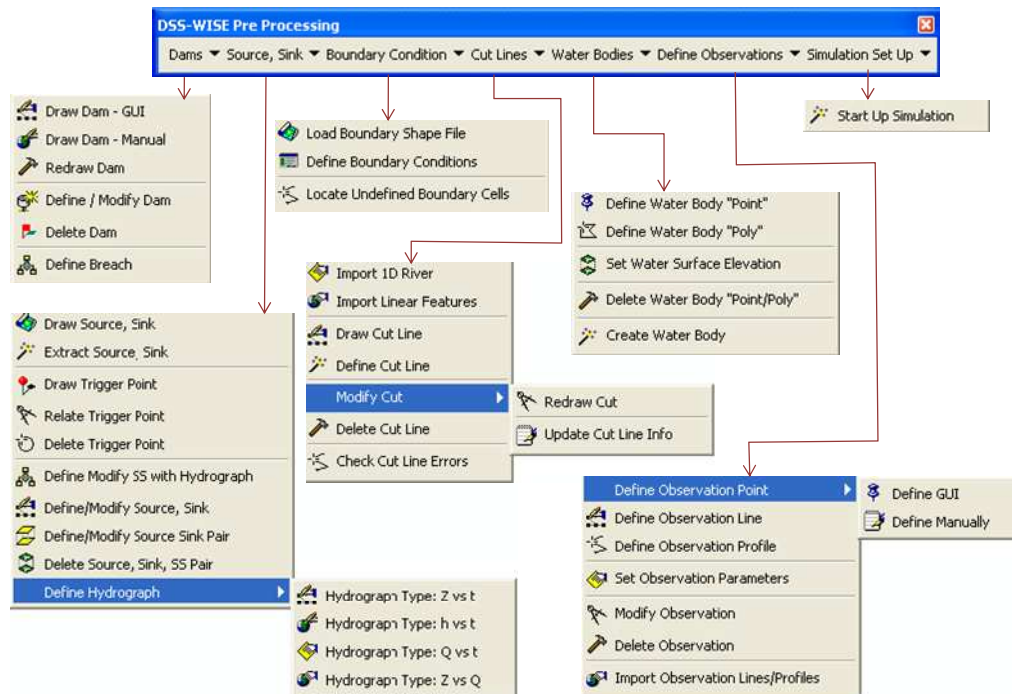 DSS-WISE Pre Processing
Dams Source, Sink Boundary Condition Cut Lines Water Bodies Define Observations Simulation Set Up
Draw Dam - GUI
Draw Dam - Manual
Redraw Dam
Define / Modify Dam
Delete Dam
Define Breach
Load Boundary Shape File
Define Boundary Conditions
Locate Undefined Boundary Cells
Start Up Simulation
Define Water Body "Point"
Define Water Body "Poly"
Set Water Surface Elevation
Delete Water Body "Point/Poly"
Create Water Body
Import 1D River
Import Linear Features
Draw Cut Line
Define Cut Line
Modify Cut
Delete Cut Line
Check Cut Line Errors
Redraw Cut
Update Cut Line Info
Draw Source, Sink
Extract Source, Sink
Draw Trigger Point
Relate Trigger Point
Delete Trigger Point
Define Modify SS with Hydrograph
Define/Modify Source, Sink
Define/Modify Source Sink Pair
Delete Source, Sink, SS Pair
Define Hydrograph
Hydrograph Type: Z vs t
Hydrograph Type: h vs t
Hydrograph Type: Q vs t
Hydrograph Type: Z vs Q
Define Observation Point
Define Observation Line
Define Observation Profile
Set Observation Parameters
Modify Observation
Delete Observation
Import Observation Lines/Profiles
Define GUI
Define Manually